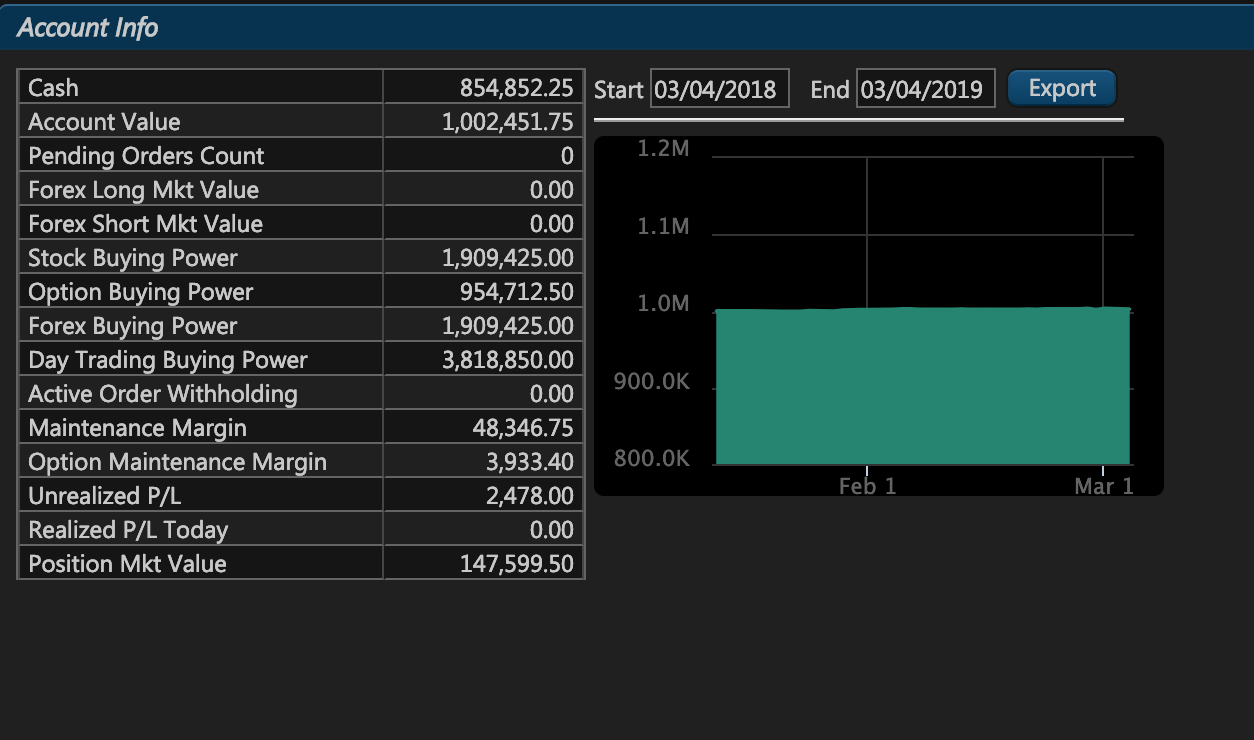 Account Info
Cash 854,852.25
Account Value 1,002,451.75
Pending Orders Count 0
Forex Long Mkt Value 0.00
Forex Short Mkt Value 0.00
Stock Buying Power 1,909,425.00
Option Buying Power 954,712.50
Forex Buying Power 1,909,425.00
Day Trading Buying Power 3,818,850.00
Active Order Withholding 0.00
Maintenance Margin 48,346.75
Option Maintenance Margin 3,933.40
Unrealized P/L 2,478.00
Realized P/L Today 0.00
Position Mkt Value 147,599.50
Start 03/04/2018 End 03/04/2019 Export
1.2M
1.1M
1.0M
900.0K
800.0K
Feb 1 Mar 1